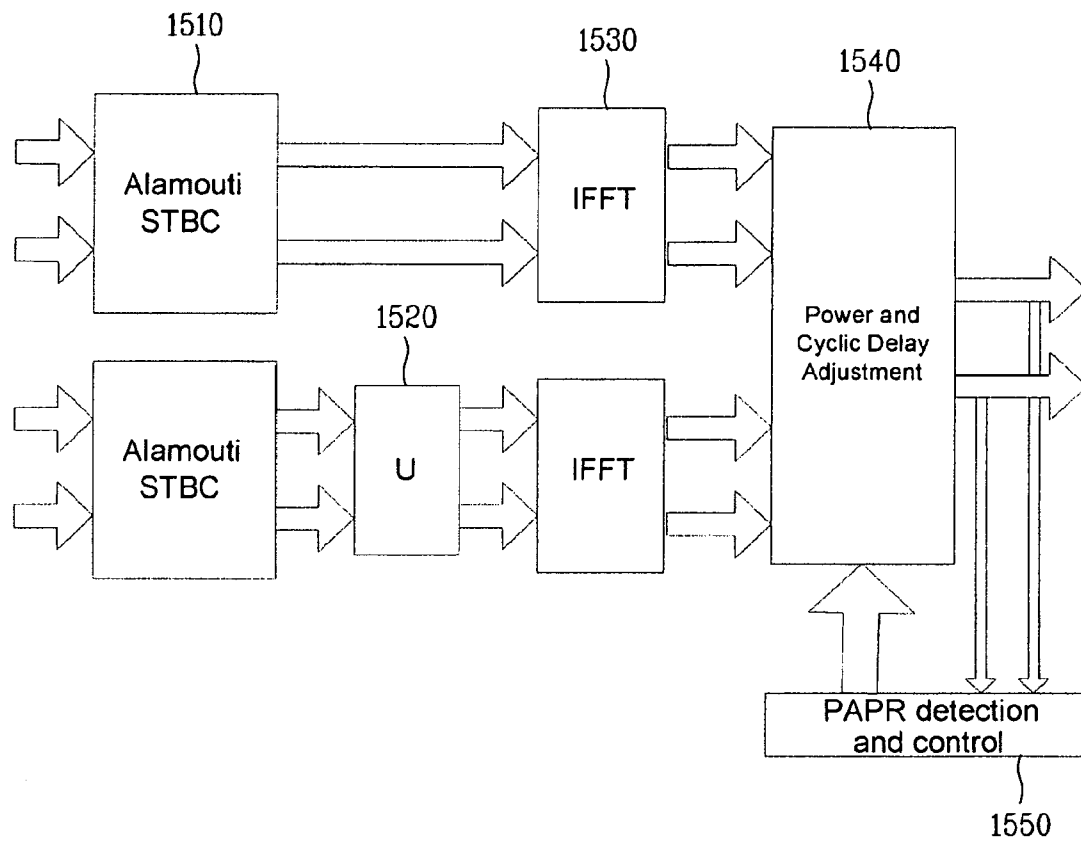 1510
1530
1540
Alamouti
STBC
IFFT
Power and
Cyclic Delay
Adjustment
1520
Alamouti
STBC
U
IFFT
PAPR detection
and control
1550